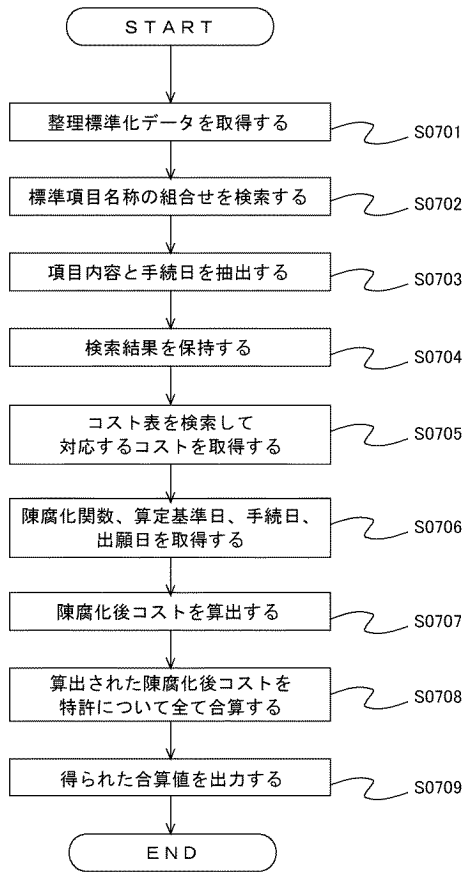 ＳＴＡＲＴ
整理標準化データを取得する
S0701
標準項目名称の組合せを検索する
S0702
項目内容と手続日を抽出する
S0703
検索結果を保持する
S0704
コスト表を検索して
対応するコストを取得する
S0705
陳腐化関数、算定基準日、手続日、
出願日を取得する
S0706
陳腐化後コストを算出する
S0707
算出された陳腐化後コストを
特許について全て合算する
S0708
得られた合算値を出力する
S0709
ＥＮＤ